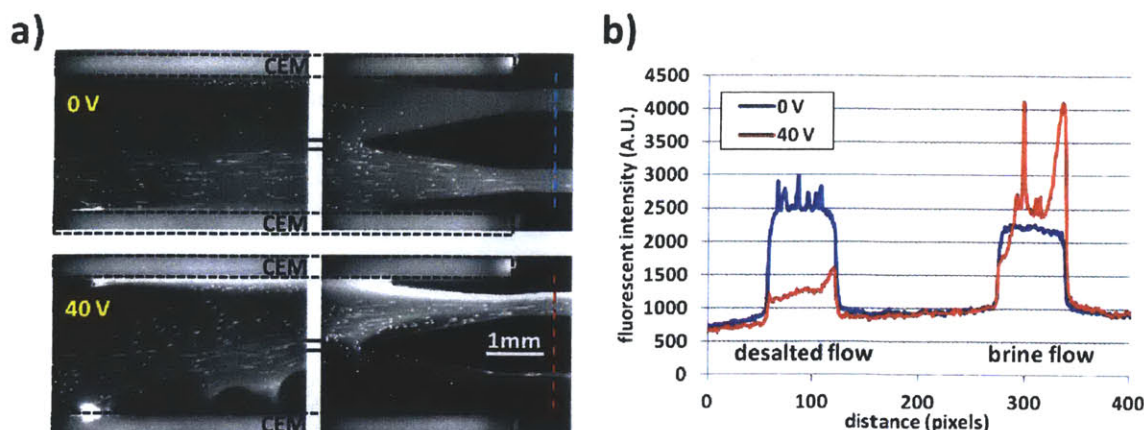 a)
CEM
0 V
CEM
CEM
40 V
1mm
CEM
b)
fluorescent intensity (A.U.)
4500
4000
3500
3000
2500
2000
1500
1000
500
0
0 V
40 V
desalted flow
brine flow
0
100
200
300
400
distance (pixels)